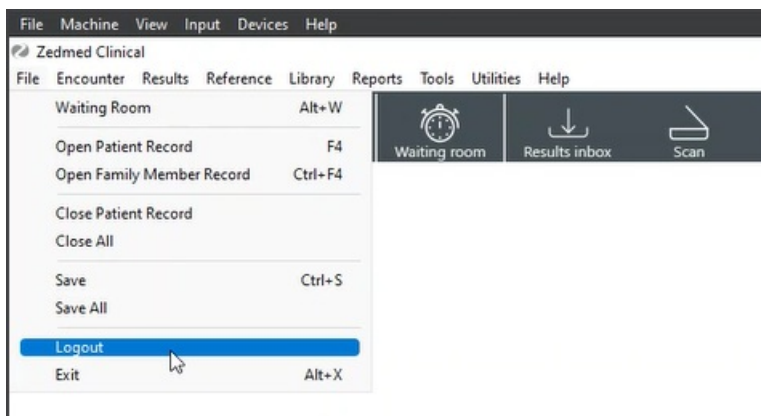 File Machine View Input Devices Help
Zedmed Clinical
File Encounter Results Reference Library Reports Tools Utilities Help
Waiting Room Alt+W
Open Patient Record F4
Open Family Member Record Ctrl+F4
Close Patient Record
Close All
Save Ctrl+S
Save All
Logout
Exit Alt+X
Waiting room Results inbox Scan